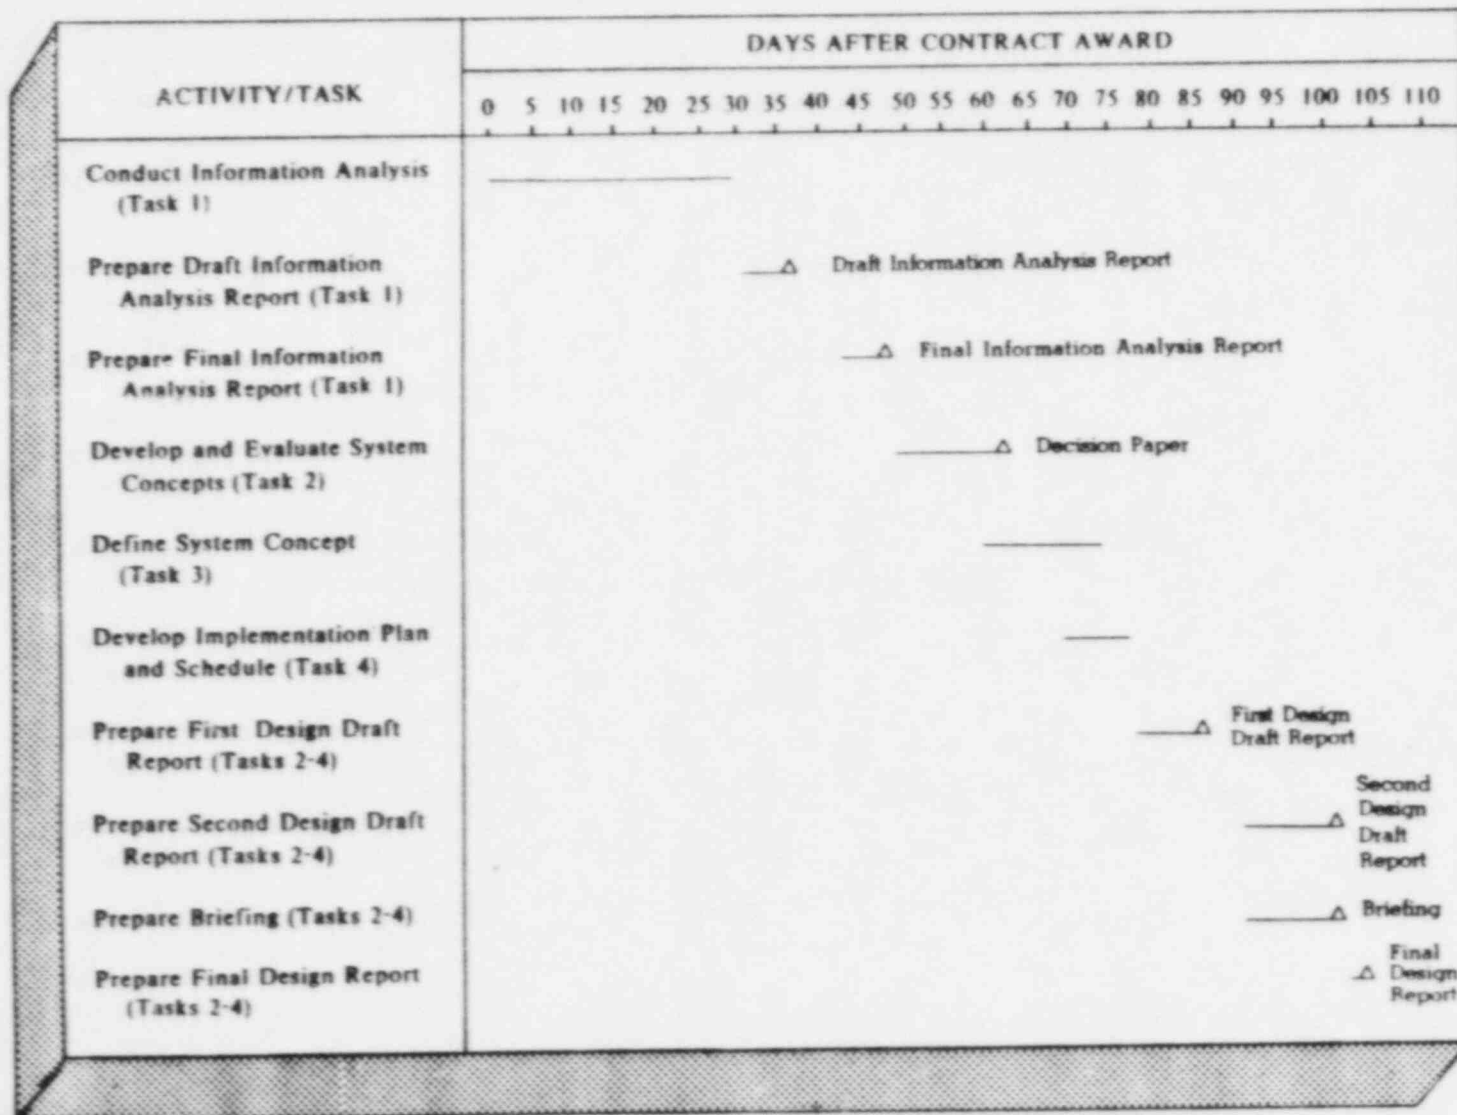 DAYS AFTER CONTRACT AWARD
ACTIVITY/TASK
0 5 10 15 20 25 30 35 40 45 50 55 60 65 70 75 80 85 90 95 100 105 110
Conduct Information Analysis
(Task 1)
Prepare Draft Information
Analysis Report (Task 1)
Draft Information Analysis Report
Prepare Final Information
Analysis Report (Task 1)
Final Information Analysis Report
Develop and Evaluate System
Concepts (Task 2)
Decision Paper
Define System Concept
(Task 3)
Develop Implementation Plan
and Schedule (Task 4)
Prepare First Design Draft
Report (Tasks 2-4)
First Design
Draft Report
Prepare Second Design Draft
Report (Tasks 2-4)
Second
Design
Draft
Report
Prepare Briefing (Tasks 2-4)
Briefing
Prepare Final Design Report
(Tasks 2-4)
Final
Design
Report